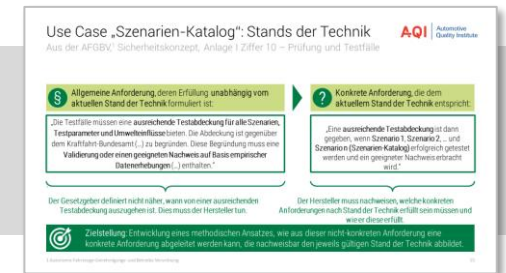 Use Case „Szenarien-Katalog“: Stands der Technik
AQI Automotive
Quality Institute
Aus der AFGBV,¹ Sicherheitskonzept, Anlage I Ziffer 10 – Prüfung und Testfälle
§ Allgemeine Anforderung, deren Erfüllung unabhängig vom
aktuellen Stand der Technik formuliert ist:
„Die Testfälle müssen eine ausreichende Testabdeckung für alle Szenarien,
Testparameter und Umwelteinflüsse bieten. Die Abdeckung ist gegenüber
dem Kraftfahrt-Bundesamt (…) zu begründen. Diese Begründung muss eine
Validierung oder einen geeigneten Nachweis auf Basis empirischer
Datenerhebungen (…) enthalten.“
Der Gesetzgeber definiert nicht näher, wann von einer ausreichenden
Testabdeckung auszugehen ist. Dies muss der Hersteller tun.
? Konkrete Anforderung, die dem
aktuellem Stand der Technik entspricht:
„Eine ausreichende Testabdeckung ist dann
gegeben, wenn Szenario 1, Szenario 2, .. und
Szenario n (Szenarien-Katalog) erfolgreich getestet
werden und ein geeigneter Nachweis erbracht
wird.“
Der Hersteller muss nachweisen, welche konkreten
Anforderungen nach Stand der Technik erfüllt sein müssen und
wie er diese erfüllt.
Zielstellung: Entwicklung eines methodischen Ansatzes, wie aus dieser nicht-konkreten Anforderung eine
konkrete Anforderung abgeleitet werden kann, die nachweisbar den jeweils gültigen Stand der Technik abbildet.